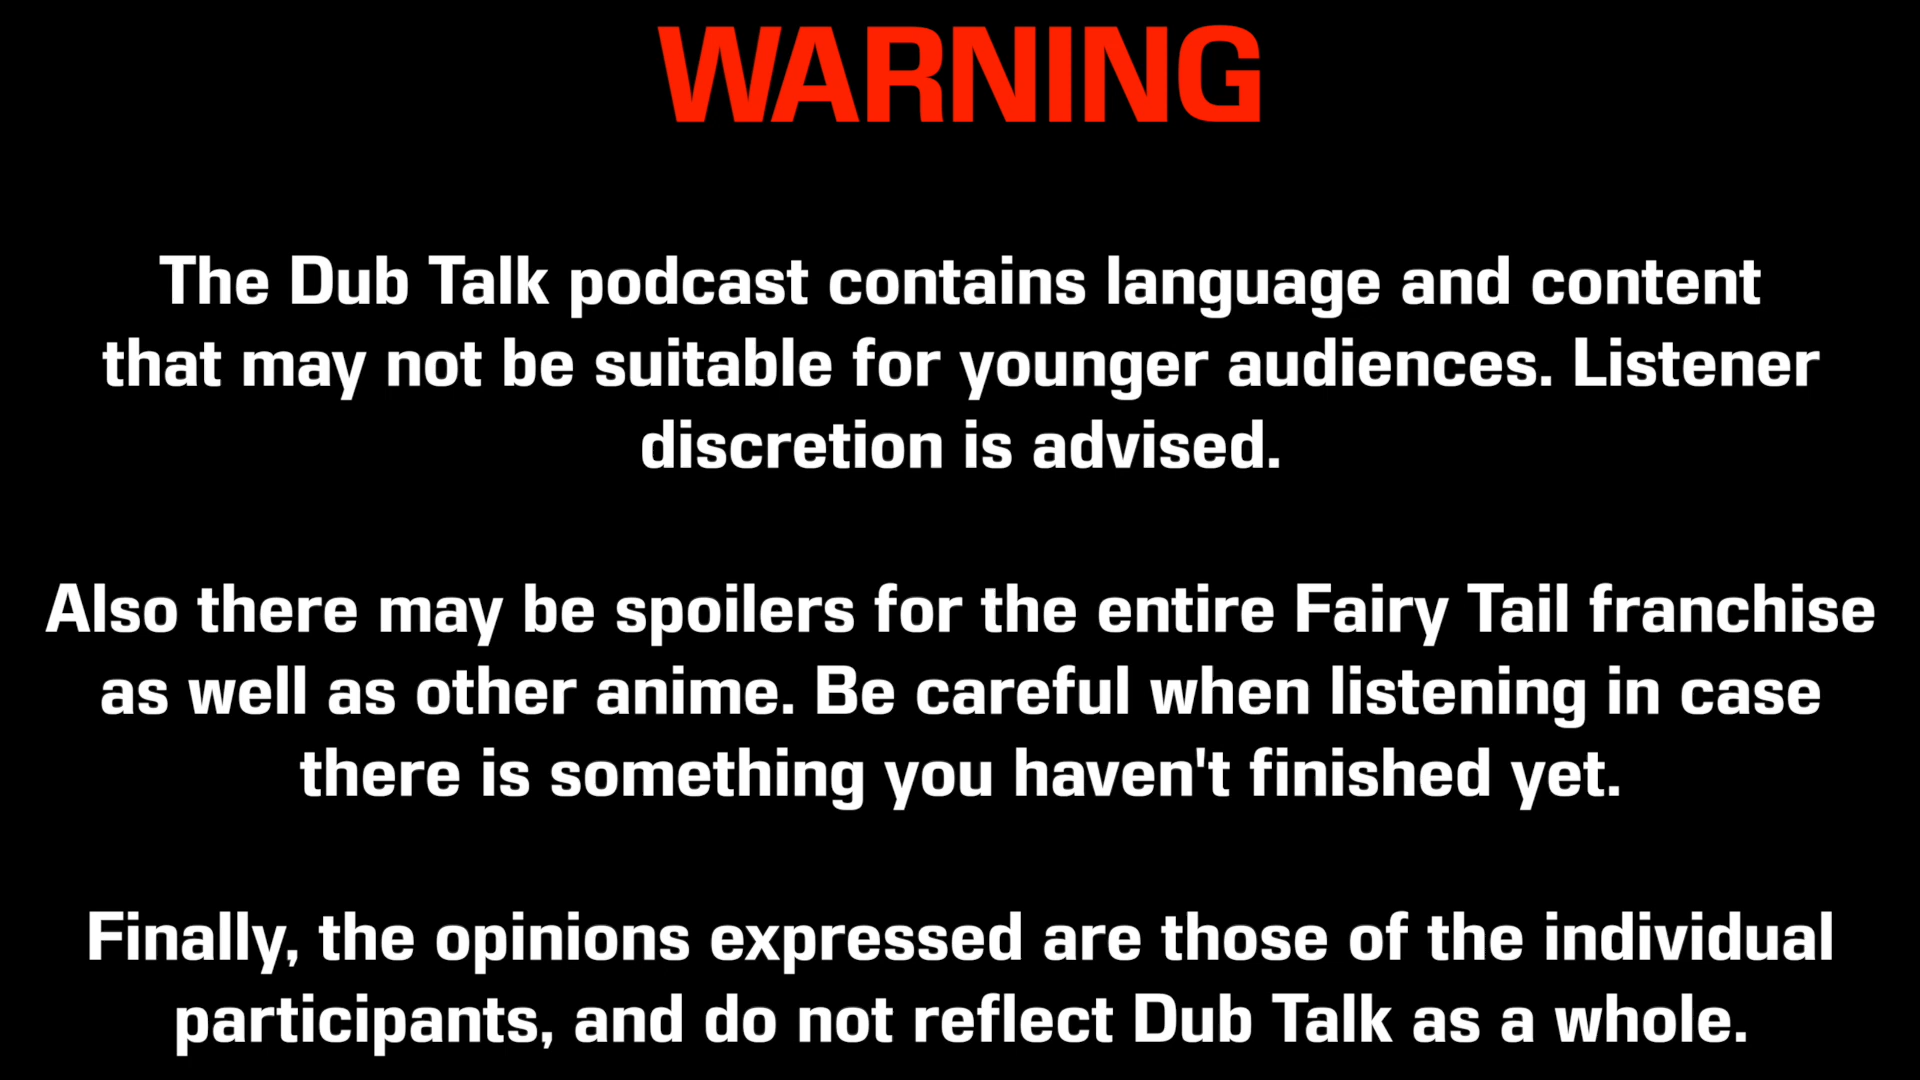 WARNING
The Dub Talk podcast contains language and content
that may not be suitable for younger audiences. Listener
discretion is advised.
Also there may be spoilers for the entire Fairy Tail franchise
as well as other anime. Be careful when listening in case
there is something you haven't finished yet.
Finally, the opinions expressed are those of the individual
participants, and do not reflect Dub Talk as a whole.